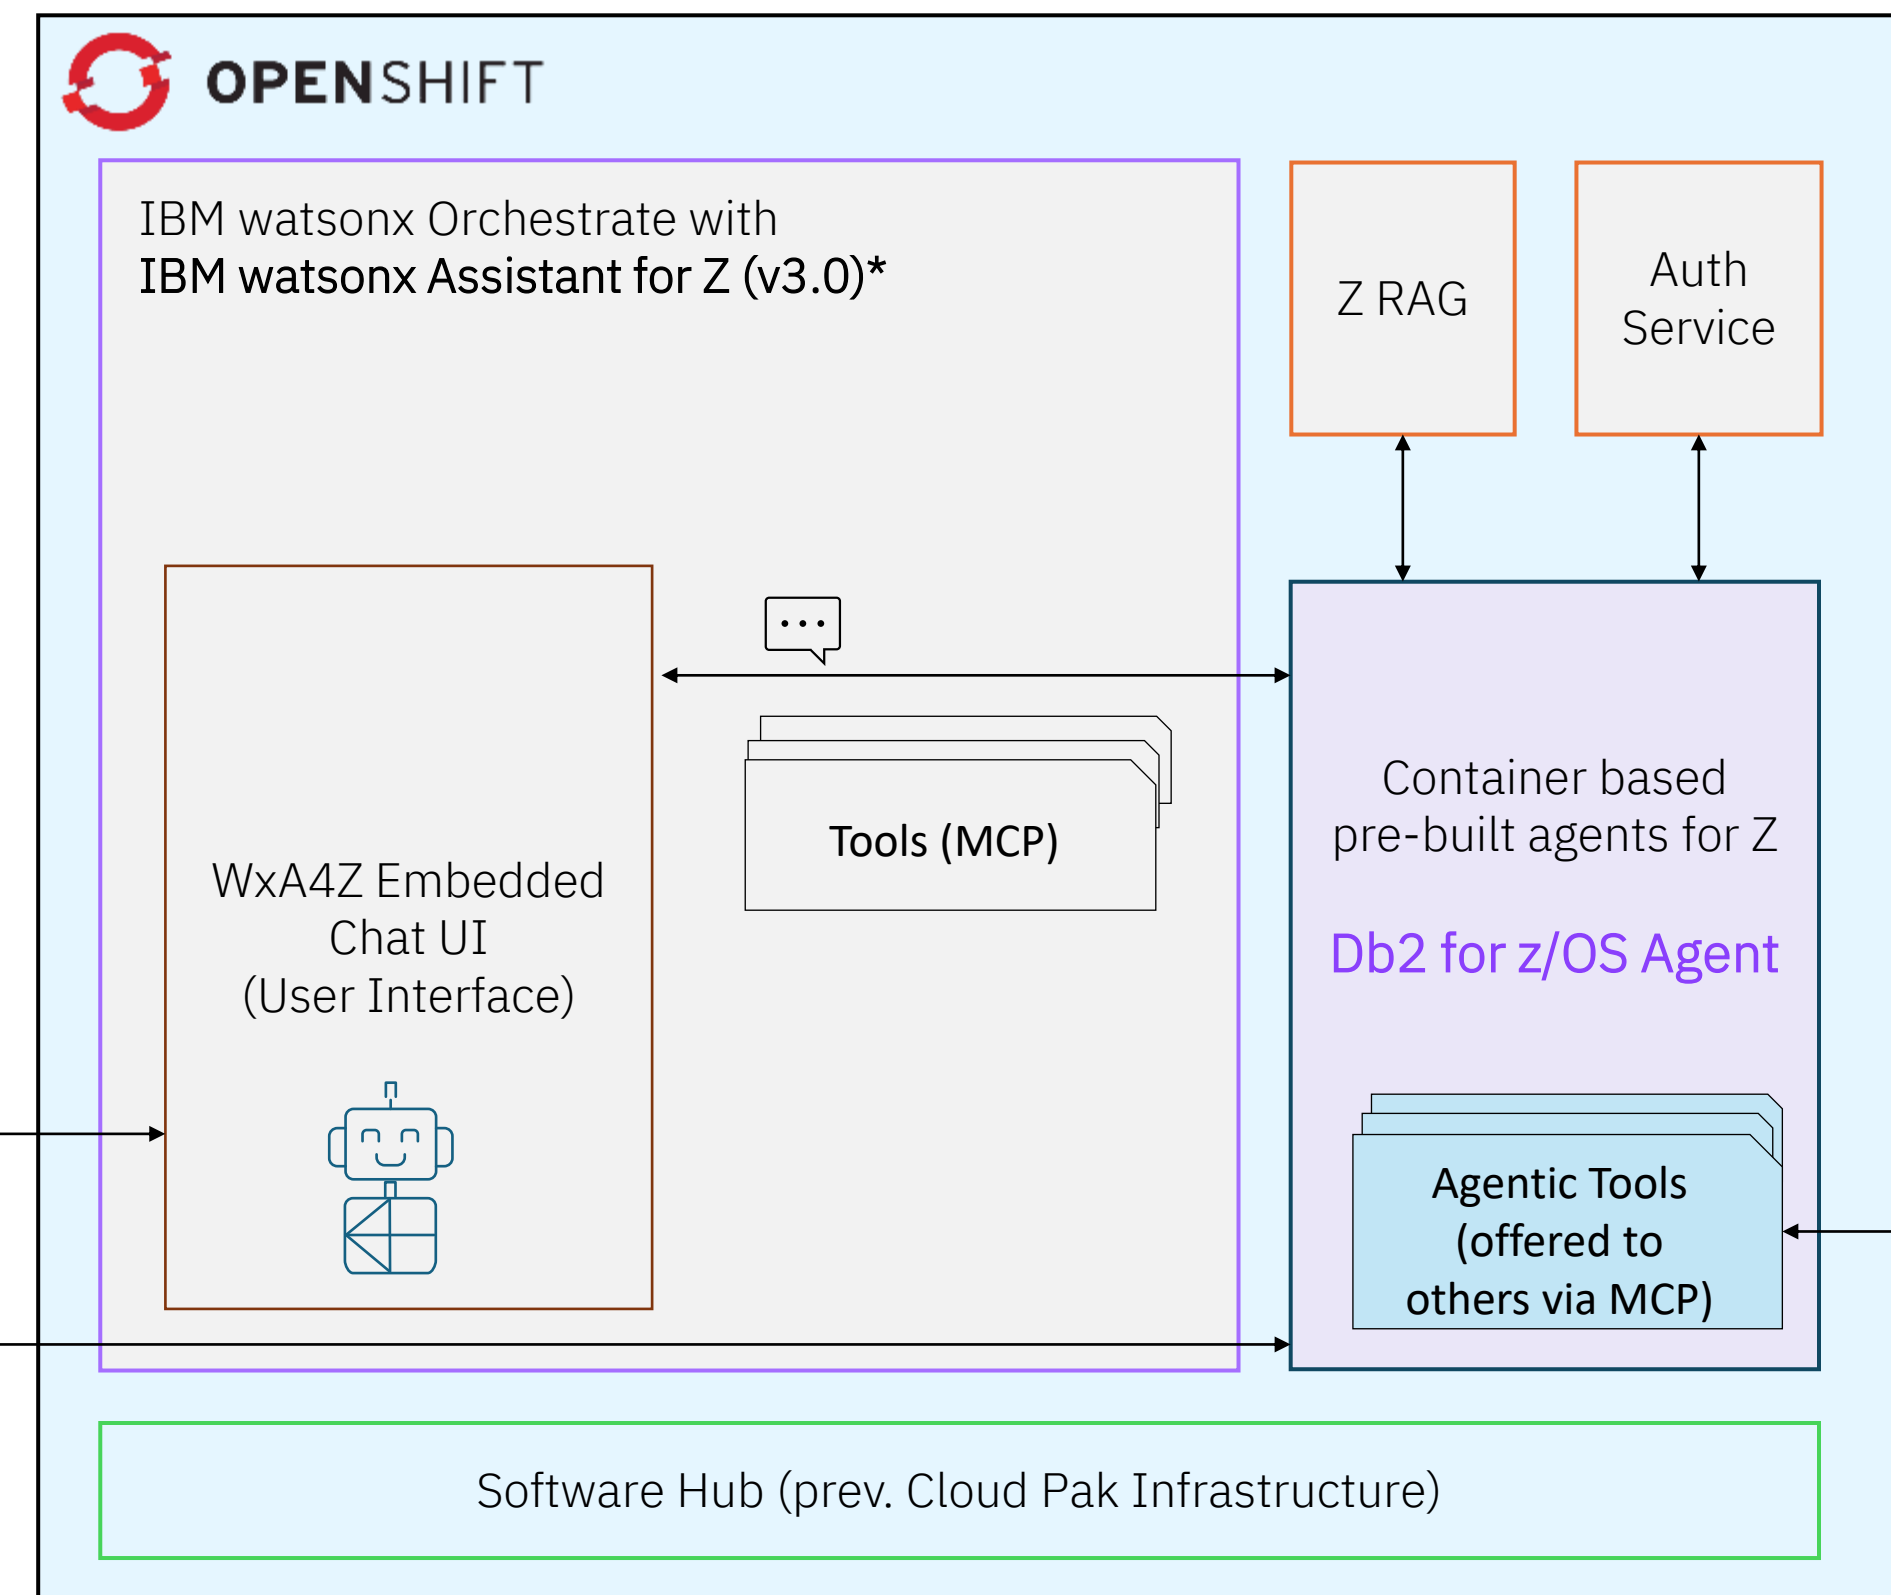 OPENSHIFT
IBM watsonx Orchestrate with
IBM watsonx Assistant for Z (v3.0)*
Z RAG
Auth
Service
Tools (MCP)
WxA4Z Embedded
Chat UI
(User Interface)
Container based
pre-built agents for Z
Db2 for z/OS Agent
Agentic Tools
(offered to
others via MCP)
Software Hub (prev. Cloud Pak Infrastructure)